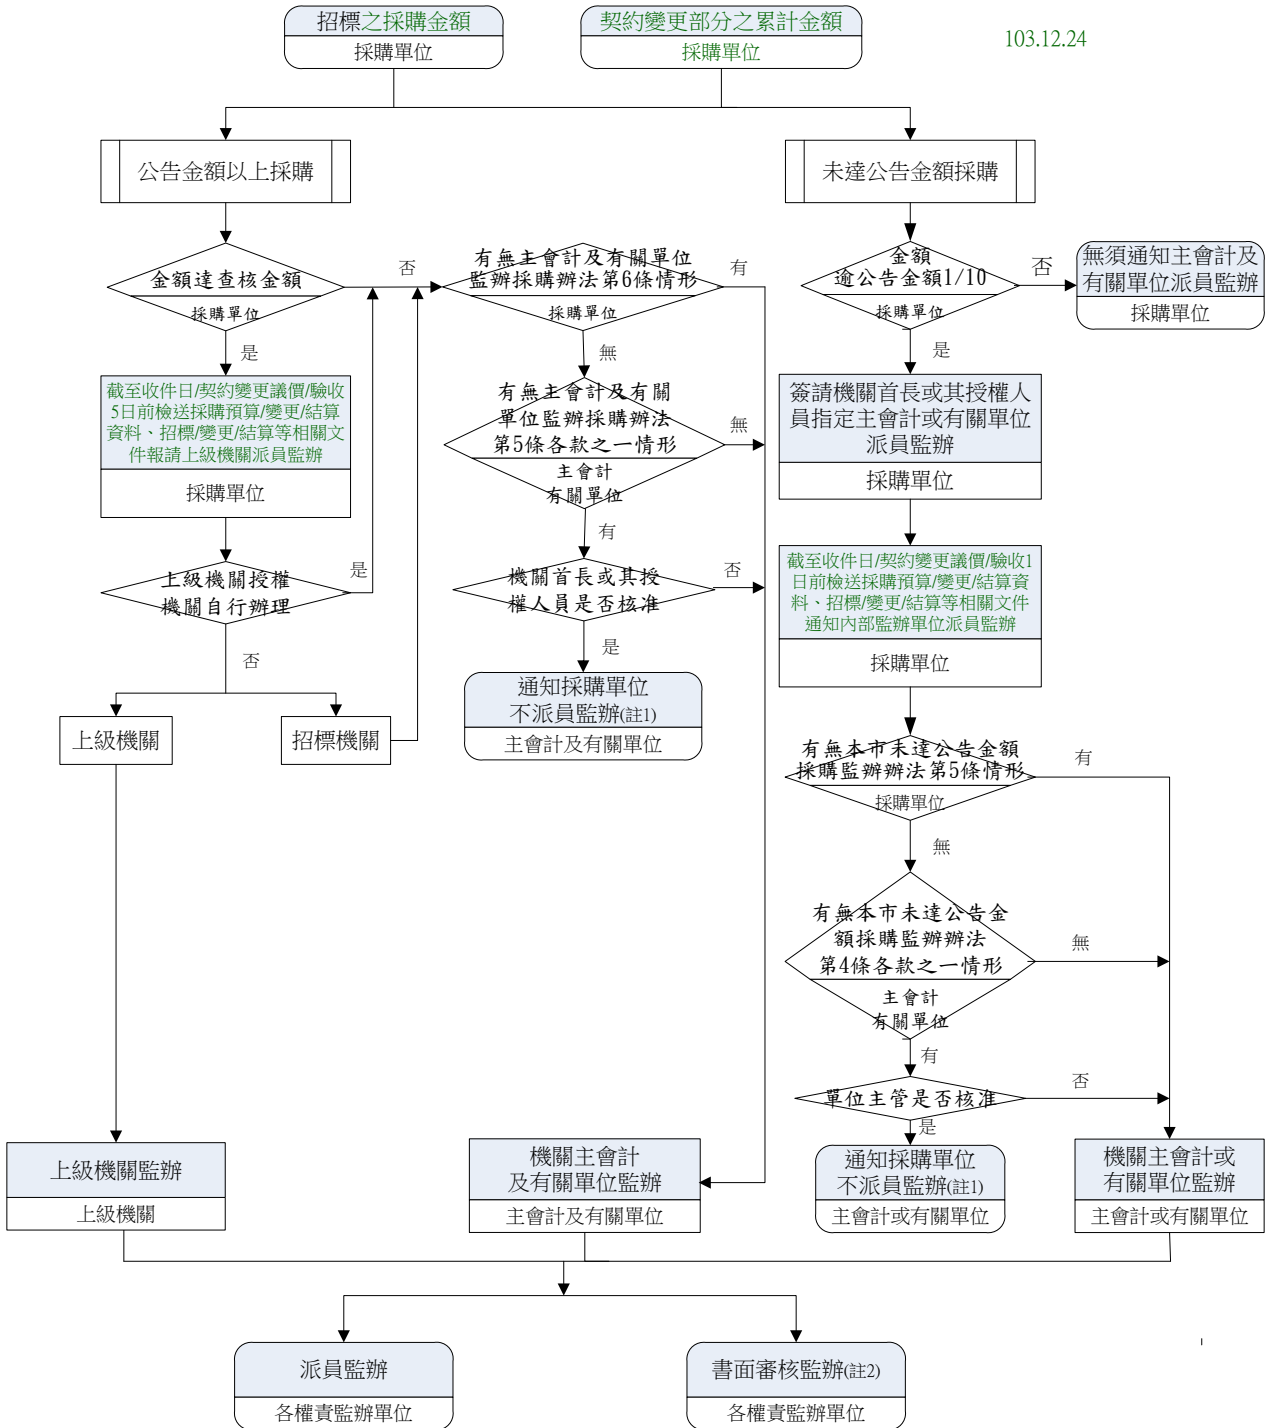 招標之採購金額
採購單位
契約變更部分之累計金額
採購單位
103.12.24
公告金額以上採購
未達公告金額採購
金額達查核金額
採購單位
否
是
有無主會計及有關單位
監辦採購辦法第6條情形
採購單位
有
無
金額
逾公告金額1/10
採購單位
否
是
無須通知主會計及
有關單位派員監辦
採購單位
截至收件日/契約變更議價/驗收
5日前檢送採購預算/變更/結算
資料、招標/變更/結算等相關文
件報請上級機關派員監辦
採購單位
有無主會計及有關
單位監辦採購辦法
第5條各款之一情形
主會計
有關單位
無
有
簽請機關首長或其授權人
員指定主會計或有關單位
派員監辦
採購單位
上級機關授權
機關自行辦理
是
否
機關首長或其授
權人員是否核准
否
是
截至收件日/契約變更議價/驗收1
日前檢送採購預算/變更/結算資
料、招標/變更/結算等相關文件
通知內部監辦單位派員監辦
採購單位
上級機關
招標機關
通知採購單位
不派員監辦(註1)
主會計及有關單位
有無本市未達公告金額
採購監辦辦法第5條情形
採購單位
有
無
有無本市未達公告金
額採購監辦辦法
第4條各款之一情形
主會計
有關單位
無
有
單位主管是否核准
否
是
上級機關監辦
上級機關
機關主會計
及有關單位監辦
主會計及有關單位
通知採購單位
不派員監辦(註1)
主會計或有關單位
機關主會計或
有關單位監辦
主會計或有關單位
派員監辦
各權責監辦單位
書面審核監辦(註2)
各權責監辦單位